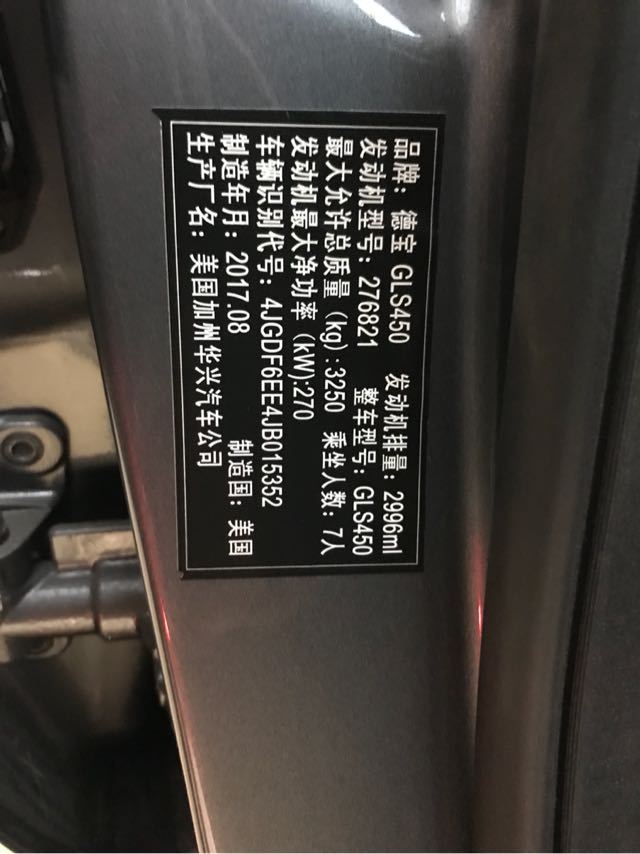 品牌：德宝 GLS450 发动机排量：2996ml
发动机型号：276821 整车型号：GLS450
最大允许总质量 (kg):3250 乘坐人数：7人
发动机最大净功率 (kW):270
车辆识别代号：4JGDF6EE4JB015352
制造年月：2017.08 制造国：美国
生产厂名：美国加州华兴汽车公司